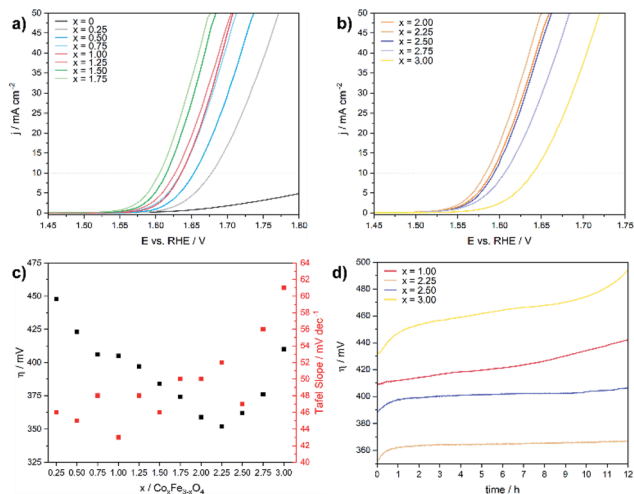 a)
50
45
40
35
30
25
20
15
10
5
0
j / mA cm⁻²
x = 0
x = 0.25
x = 0.50
x = 0.75
x = 1.00
x = 1.25
x = 1.50
x = 1.75
1.45 1.50 1.55 1.60 1.65 1.70 1.75 1.80
E vs. RHE / V
b)
50
45
40
35
30
25
20
15
10
5
0
j / mA cm⁻²
x = 2.00
x = 2.25
x = 2.50
x = 2.75
x = 3.00
1.45 1.50 1.55 1.60 1.65 1.70 1.75
E vs. RHE / V
c)
475
450
425
400
375
350
325
η / mV
64
62
60
58
56
54
52
50
48
46
44
42
40
Tafel Slope / mV dec⁻¹
0.25 0.50 0.75 1.00 1.25 1.50 1.75 2.00 2.25 2.50 2.75 3.00
x / CoₓFe₃₋ₓO₄
d)
500
480
460
440
420
400
380
360
η / mV
x = 1.00
x = 2.25
x = 2.50
x = 3.00
0 1 2 3 4 5 6 7 8 9 10 11 12
time / h